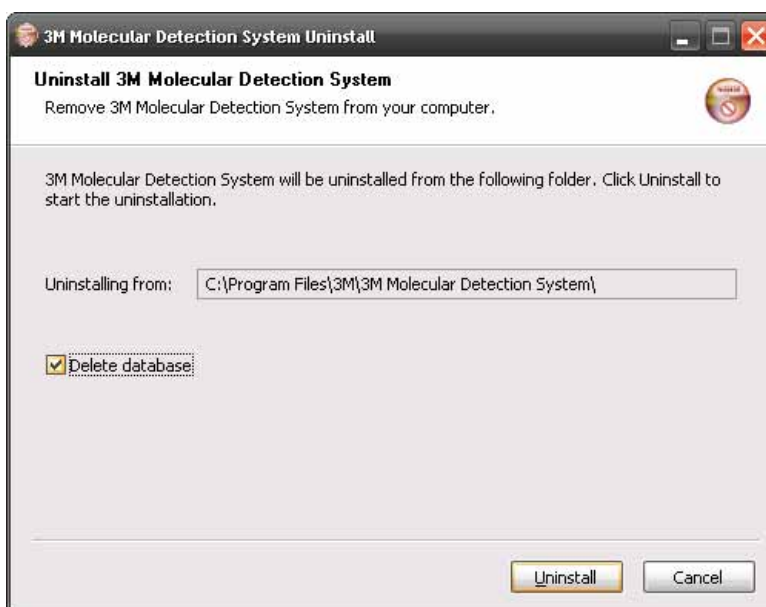 3M Molecular Detection System Uninstall
Uninstall 3M Molecular Detection System
Remove 3M Molecular Detection System from your computer.
3M Molecular Detection System will be uninstalled from the following folder. Click Uninstall to
start the uninstallation.
Uninstalling from: C:\Program Files\3M\3M Molecular Detection System\
Delete database
Uninstall Cancel